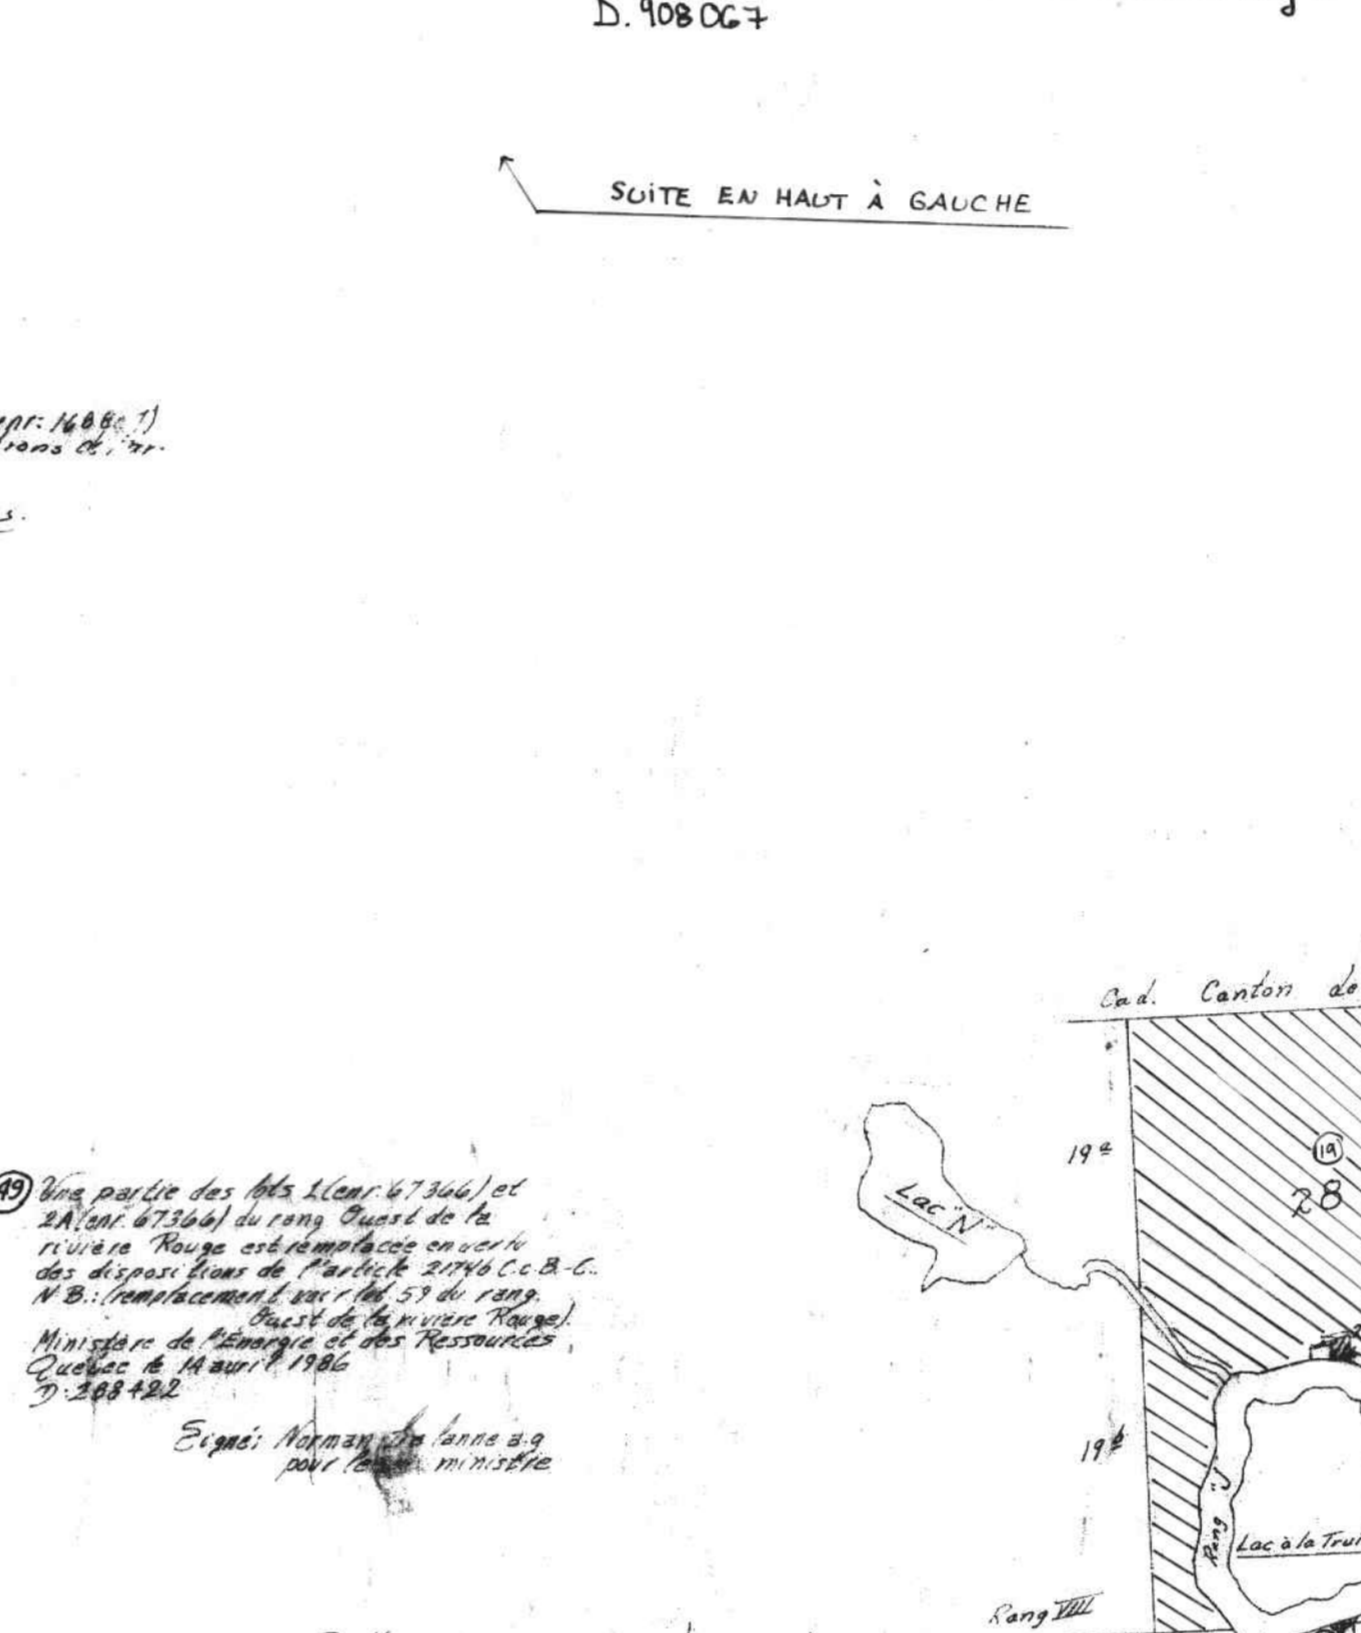 D. 908067
SUITE EN HAUT À GAUCHE
s.
Cad. Canton de
19a
19
28
Lac "N"
49 Une partie des lots 1 (enr. 67366) et
2A (enr. 67366) du rang Ouest de la
rivière Rouge est remplacée en vertu
des dispositions de l'article 2174b C.c.B.-C.
N.B.: (remplacement voir lot 59 du rang
Ouest de la rivière Rouge).
Ministère de l'Énergie et des Ressources
Québec le 14 avril 1986
D: 288422
Signé: Norman a.g
pour le ministre
19b
Rang "J"
Lac à la Trui
Rang VIII